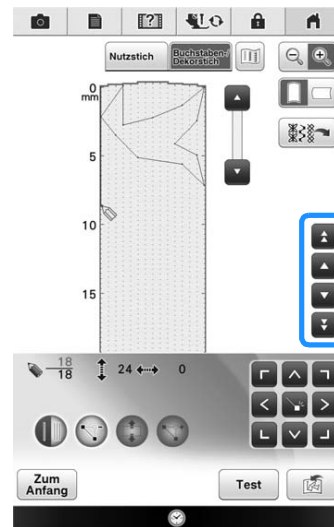 ?
Nutzstich
Buchstaben-/
Dekorstich
0
mm
5
10
15
18
18
24
0
Zum
Anfang
Test